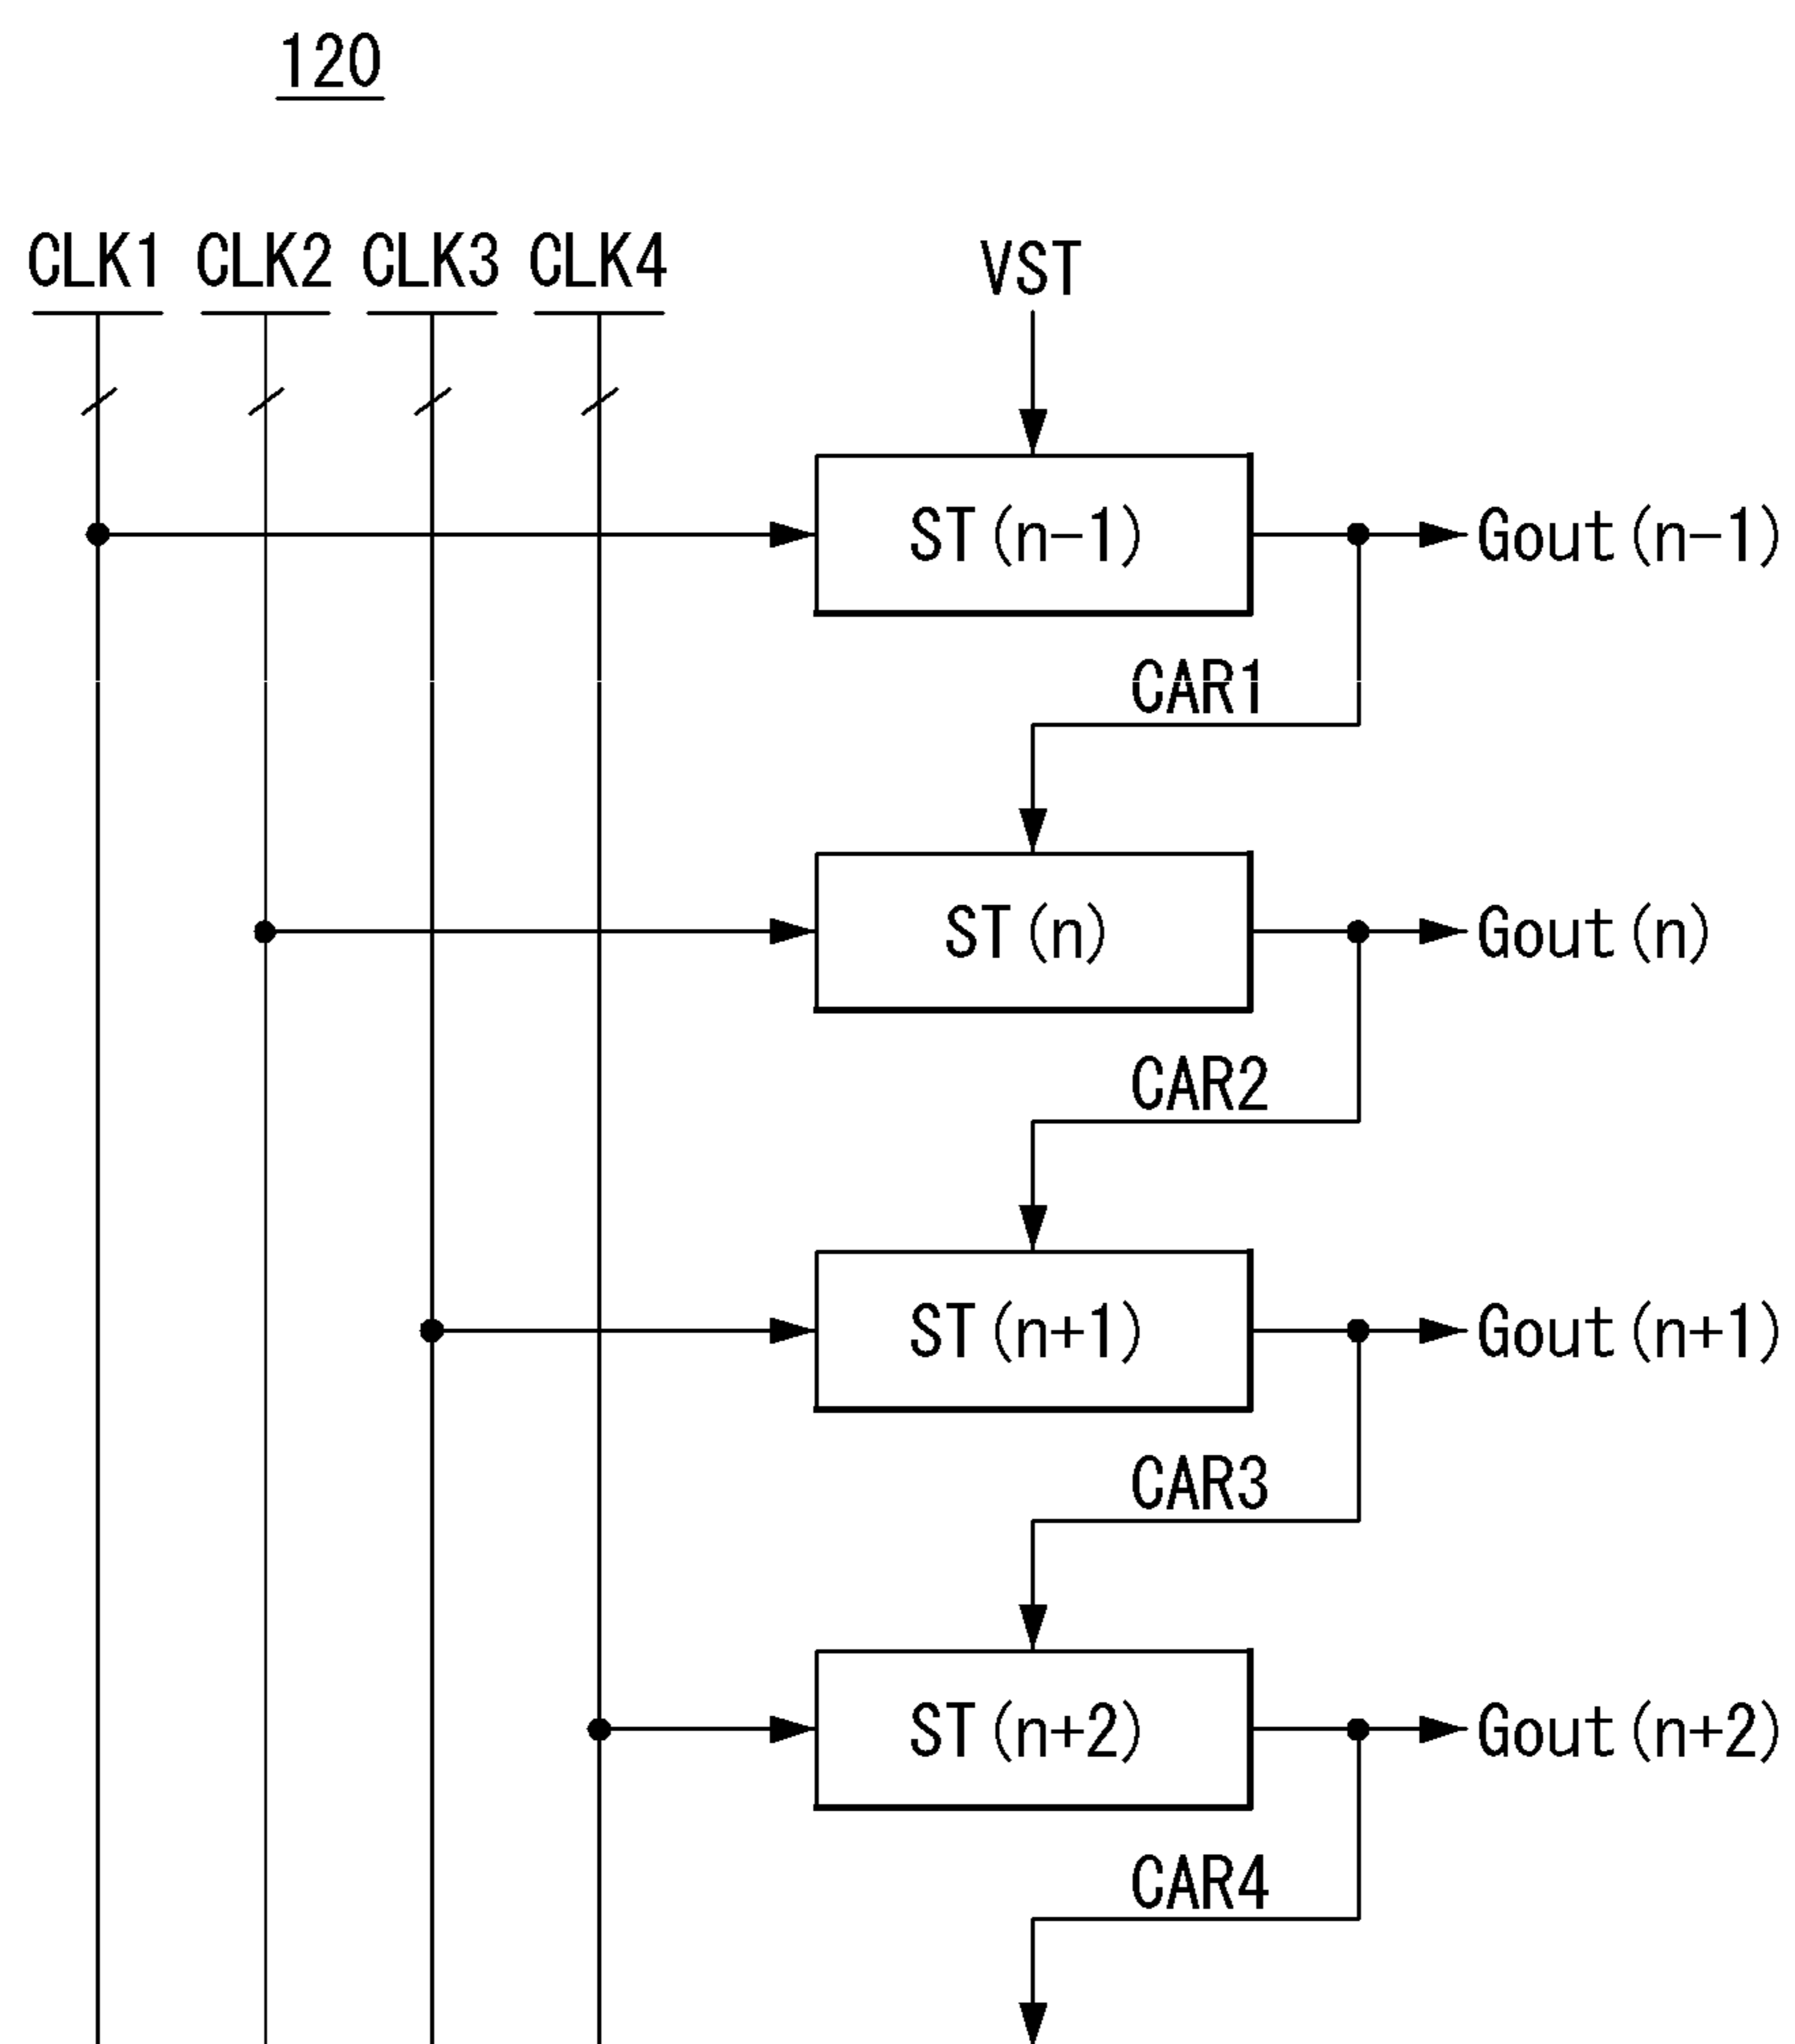 120
CLK1 CLK2 CLK3 CLK4 VST
ST(n-1) Gout(n-1)
CAR1
ST(n) Gout(n)
CAR2
ST(n+1) Gout(n+1)
CAR3
ST(n+2) Gout(n+2)
CAR4